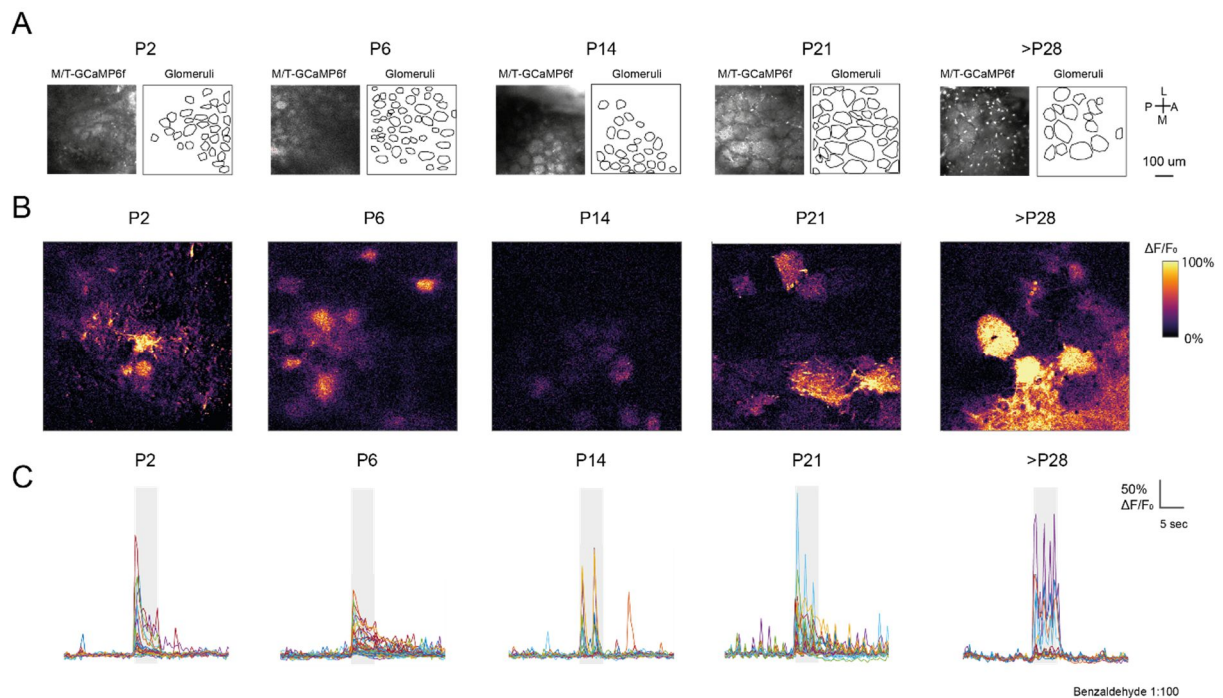 A
P2 P6 P14 P21 >P28
M/T-GCaMP6f Glomeruli M/T-GCaMP6f Glomeruli M/T-GCaMP6f Glomeruli M/T-GCaMP6f Glomeruli M/T-GCaMP6f Glomeruli
L
P A
M
100 um
B
P2 P6 P14 P21 >P28
ΔF/F₀
100%
0%
C
P2 P6 P14 P21 >P28
50%
ΔF/F₀
5 sec
Benzaldehyde 1:100